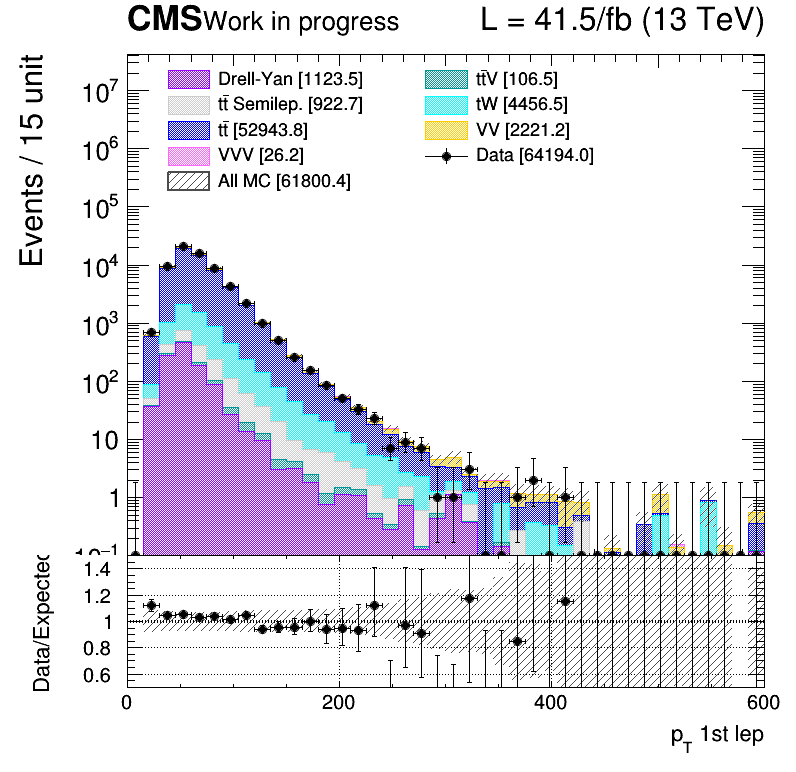 CMS Work in progress L = 41.5/fb (13 TeV)
Events / 15 unit
Drell-Yan [1123.5] tt̄V [106.5]
tt̄ Semilep. [922.7] tW [4456.5]
tt̄ [52943.8] VV [2221.2]
VVV [26.2] Data [64194.0]
All MC [61800.4]
10⁷
10⁶
10⁵
10⁴
10³
10²
10
1
10⁻¹
Data/Expected
1.4
1.2
1
0.8
0.6
0 200 400 600
p_T 1st lep